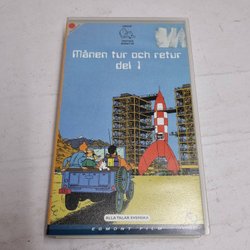 Månen tur och retur
del 1
ALLA TALAR SVENSKA
EGMONT FILM